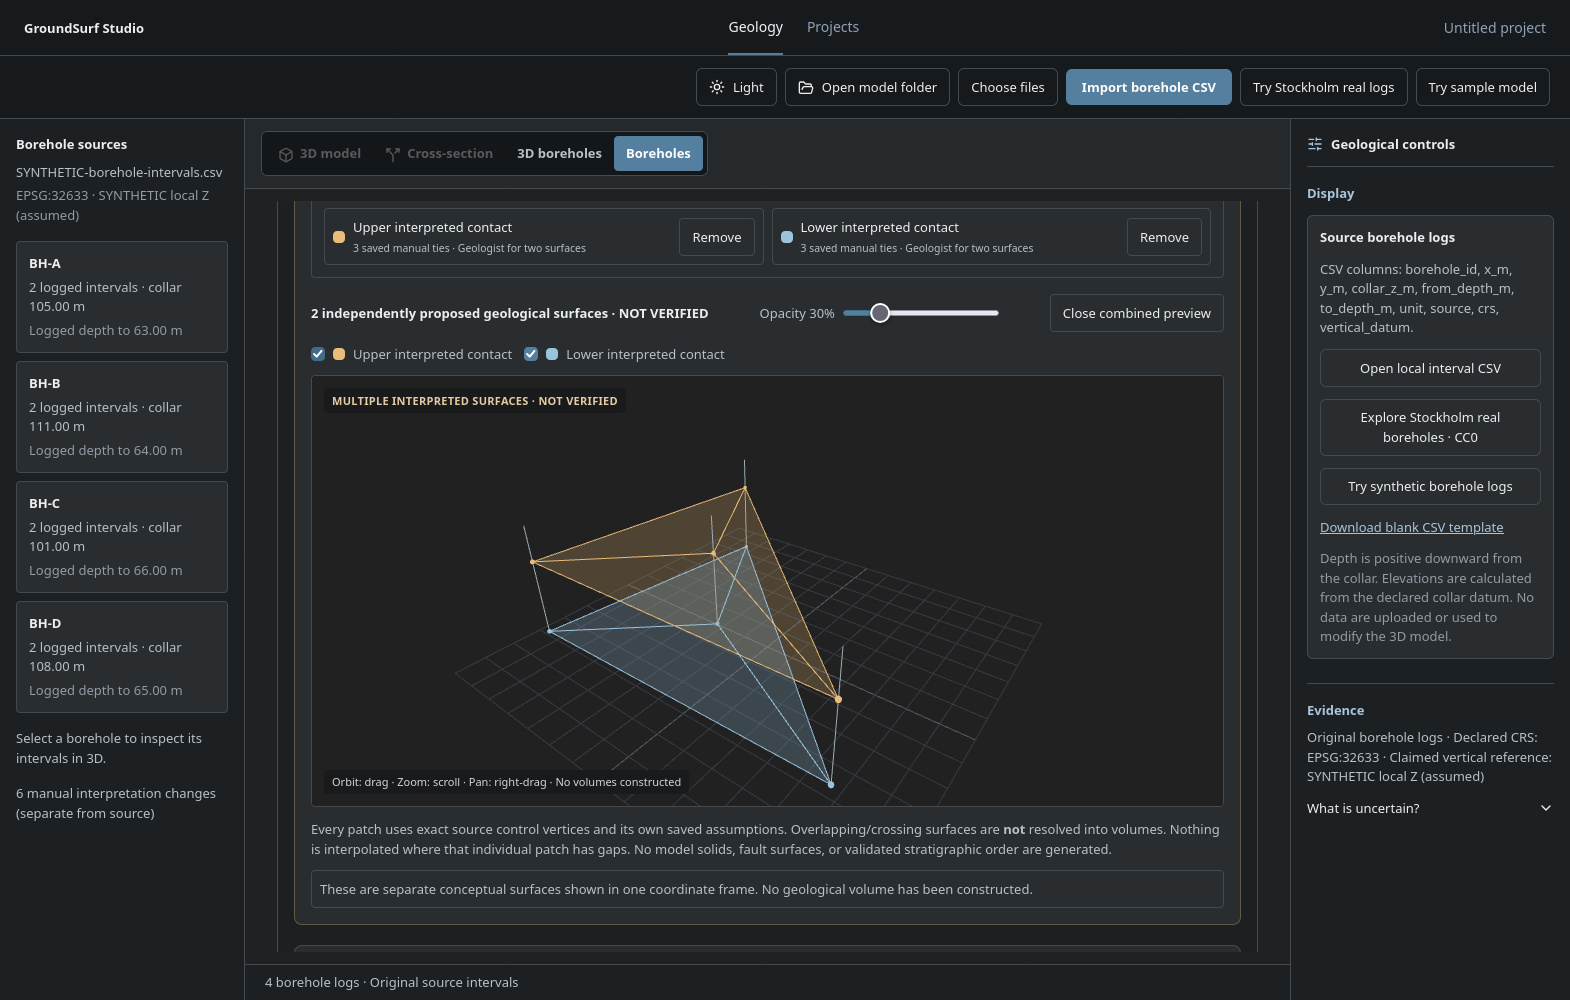 GroundSurf Studio
Geology
Projects
Untitled project
Light
Open model folder
Choose files
Import borehole CSV
Try Stockholm real logs
Try sample model
Borehole sources
SYNTHETIC-borehole-intervals.csv
EPSG:32633 · SYNTHETIC local Z
(assumed)
BH-A
2 logged intervals · collar
105.00 m
Logged depth to 63.00 m
BH-B
2 logged intervals · collar
111.00 m
Logged depth to 64.00 m
BH-C
2 logged intervals · collar
101.00 m
Logged depth to 66.00 m
BH-D
2 logged intervals · collar
108.00 m
Logged depth to 65.00 m
Select a borehole to inspect its
intervals in 3D.
6 manual interpretation changes
(separate from source)
3D model
Cross-section
3D boreholes
Boreholes
Upper interpreted contact
3 saved manual ties · Geologist for two surfaces
Remove
Lower interpreted contact
3 saved manual ties · Geologist for two surfaces
Remove
2 independently proposed geological surfaces · NOT VERIFIED
Opacity 30%
Close combined preview
Upper interpreted contact
Lower interpreted contact
MULTIPLE INTERPRETED SURFACES · NOT VERIFIED
Orbit: drag · Zoom: scroll · Pan: right-drag · No volumes constructed
Every patch uses exact source control vertices and its own saved assumptions. Overlapping/crossing surfaces are not resolved into volumes. Nothing
is interpolated where that individual patch has gaps. No model solids, fault surfaces, or validated stratigraphic order are generated.
These are separate conceptual surfaces shown in one coordinate frame. No geological volume has been constructed.
4 borehole logs · Original source intervals
Geological controls
Display
Source borehole logs
CSV columns: borehole_id, x_m,
y_m, collar_z_m, from_depth_m,
to_depth_m, unit, source, crs,
vertical_datum.
Open local interval CSV
Explore Stockholm real
boreholes · CC0
Try synthetic borehole logs
Download blank CSV template
Depth is positive downward from
the collar. Elevations are calculated
from the declared collar datum. No
data are uploaded or used to
modify the 3D model.
Evidence
Original borehole logs · Declared CRS:
EPSG:32633 · Claimed vertical reference:
SYNTHETIC local Z (assumed)
What is uncertain?